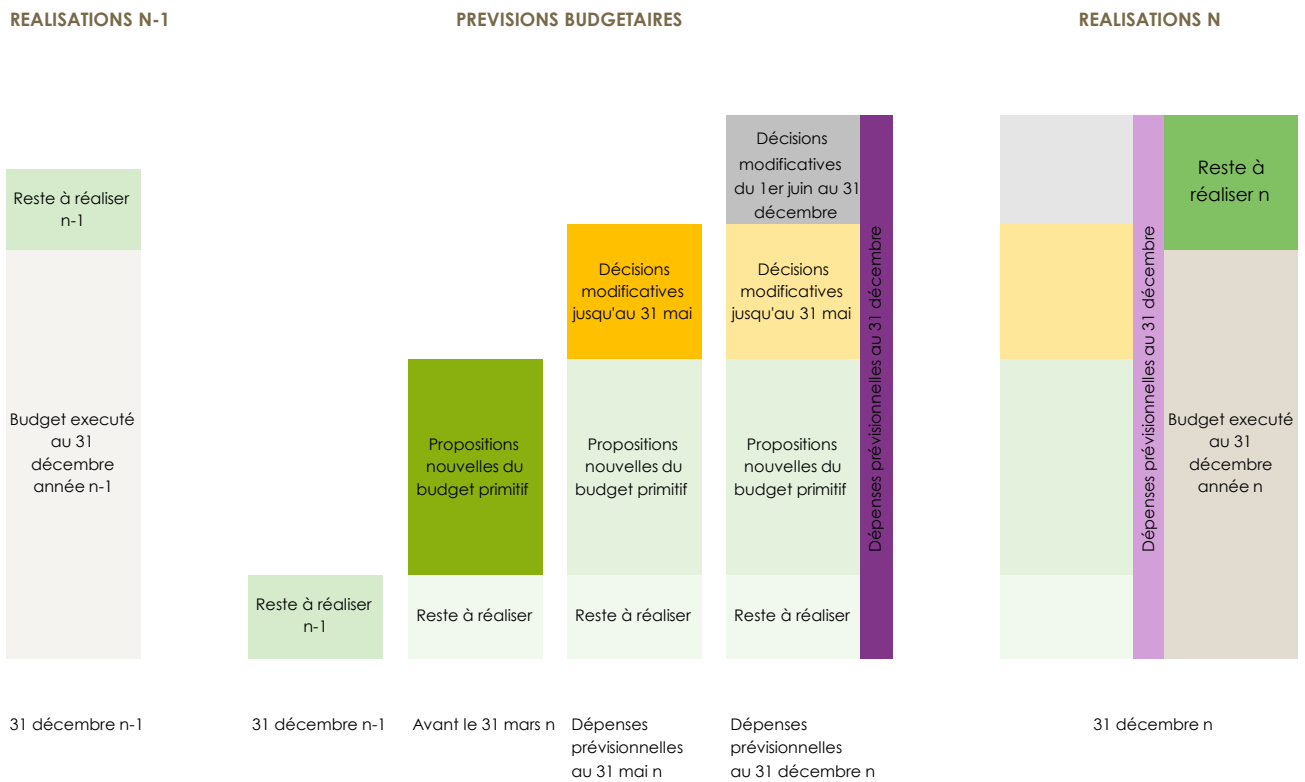 REALISATIONS N-1
PREVISIONS BUDGETAIRES
REALISATIONS N
Reste à réaliser
n-1
Budget executé
au 31
décembre
année n-1
31 décembre n-1
Reste à réaliser
n-1
31 décembre n-1
Propositions
nouvelles du
budget primitif
Reste à réaliser
Avant le 31 mars n
Décisions
modificatives
jusqu'au 31 mai
Propositions
nouvelles du
budget primitif
Reste à réaliser
Dépenses
prévisionnelles
au 31 mai n
Décisions
modificatives
du 1er juin au 31
décembre
Décisions
modificatives
jusqu'au 31 mai
Propositions
nouvelles du
budget primitif
Reste à réaliser
Dépenses
prévisionnelles
au 31 décembre n
Dépenses prévisionnelles au 31 décembre
Dépenses prévisionnelles au 31 décembre
Reste à
réaliser n
Budget executé
au 31
décembre
année n
31 décembre n